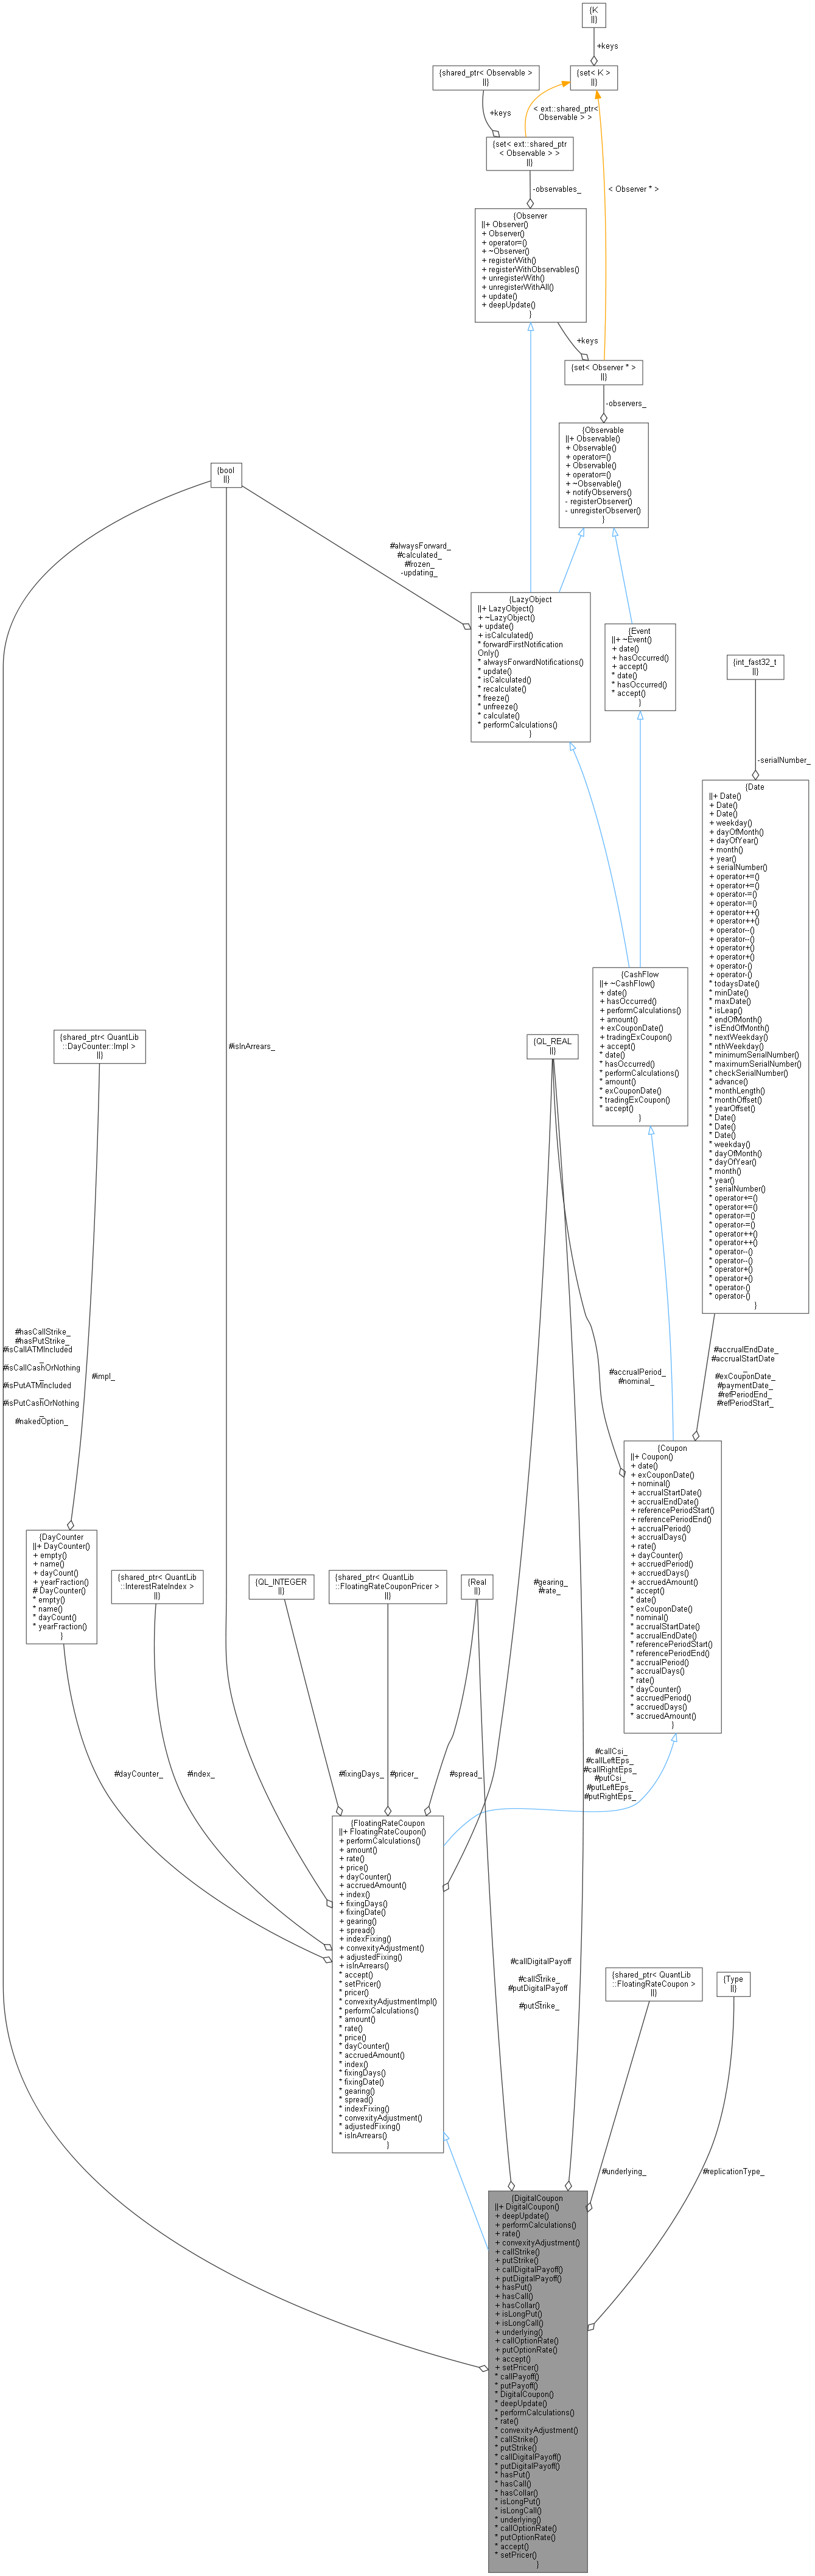 {K
||}
+keys
{shared_ptr< Observable >
||}
{set< K >
||}
+keys
< ext::shared_ptr<
Observable > >
{set< ext::shared_ptr
< Observable > >
||}
-observables_
< Observer * >
{Observer
||+ Observer()
+ Observer()
+ operator=()
+ ~Observer()
+ registerWith()
+ registerWithObservables()
+ unregisterWith()
+ unregisterWithAll()
+ update()
+ deepUpdate()
}
+keys
{set< Observer * >
||}
-observers_
{Observable
||+ Observable()
+ Observable()
+ operator=()
+ Observable()
+ operator=()
+ ~Observable()
+ notifyObservers()
- registerObserver()
- unregisterObserver()
}
{bool
||}
#alwaysForward_
#calculated_
#frozen_
-updating_
{LazyObject
||+ LazyObject()
+ ~LazyObject()
+ update()
+ isCalculated()
* forwardFirstNotification
Only()
* alwaysForwardNotifications()
* update()
* isCalculated()
* recalculate()
* freeze()
* unfreeze()
* calculate()
* performCalculations()
}
{Event
||+ ~Event()
+ date()
+ hasOccurred()
+ accept()
* date()
* hasOccurred()
* accept()
}
{int_fast32_t
||}
-serialNumber_
{Date
||+ Date()
+ Date()
+ Date()
+ weekday()
+ dayOfMonth()
+ dayOfYear()
+ month()
+ year()
+ serialNumber()
+ operator+=()
+ operator+=()
+ operator-=()
+ operator-=()
+ operator++()
+ operator++()
+ operator--()
+ operator--()
+ operator+()
+ operator+()
+ operator-()
+ operator-()
* todaysDate()
* minDate()
* maxDate()
* isLeap()
* endOfMonth()
* isEndOfMonth()
* nextWeekday()
* nthWeekday()
* minimumSerialNumber()
* maximumSerialNumber()
* checkSerialNumber()
* advance()
* monthLength()
* monthOffset()
* yearOffset()
* Date()
* Date()
* Date()
* weekday()
* dayOfMonth()
* dayOfYear()
* month()
* year()
* serialNumber()
* operator+=()
* operator+=()
* operator-=()
* operator-=()
* operator++()
* operator++()
* operator--()
* operator--()
* operator+()
* operator+()
* operator-()
* operator-()
}
{CashFlow
||+ ~CashFlow()
+ date()
+ hasOccurred()
+ performCalculations()
+ amount()
+ exCouponDate()
+ tradingExCoupon()
+ accept()
* date()
* hasOccurred()
* performCalculations()
* amount()
* exCouponDate()
* tradingExCoupon()
* accept()
}
{shared_ptr< QuantLib
::DayCounter::Impl >
||}
#isInArrears_
{QL_REAL
||}
#hasCallStrike_
#hasPutStrike_
#isCallATMIncluded
_
#isCallCashOrNothing
_
#isPutATMIncluded
_
#isPutCashOrNothing
_
#nakedOption_
#impl_
#accrualPeriod_
#nominal_
#accrualEndDate_
#accrualStartDate
_
#exCouponDate_
#paymentDate_
#refPeriodEnd_
#refPeriodStart_
{Coupon
||+ Coupon()
+ date()
+ exCouponDate()
+ nominal()
+ accrualStartDate()
+ accrualEndDate()
+ referencePeriodStart()
+ referencePeriodEnd()
+ accrualPeriod()
+ accrualDays()
+ rate()
+ dayCounter()
+ accruedPeriod()
+ accruedDays()
+ accruedAmount()
* accept()
* date()
* exCouponDate()
* nominal()
* accrualStartDate()
* accrualEndDate()
* referencePeriodStart()
* referencePeriodEnd()
* accrualPeriod()
* accrualDays()
* rate()
* dayCounter()
* accruedPeriod()
* accruedDays()
* accruedAmount()
}
{DayCounter
||+ DayCounter()
+ empty()
+ name()
+ dayCount()
+ yearFraction()
# DayCounter()
* empty()
* name()
* dayCount()
* yearFraction()
}
{shared_ptr< QuantLib
::InterestRateIndex >
||}
{QL_INTEGER
||}
{shared_ptr< QuantLib
::FloatingRateCouponPricer >
||}
{Real
||}
#gearing_
#rate_
#dayCounter_
#index_
#fixingDays_
#pricer_
#spread_
#callCsi_
#callLeftEps_
#callRightEps_
#putCsi_
#putLeftEps_
#putRightEps_
{FloatingRateCoupon
||+ FloatingRateCoupon()
+ performCalculations()
+ amount()
+ rate()
+ price()
+ dayCounter()
+ accruedAmount()
+ index()
+ fixingDays()
+ fixingDate()
+ gearing()
+ spread()
+ indexFixing()
+ convexityAdjustment()
+ adjustedFixing()
+ isInArrears()
* accept()
* setPricer()
* pricer()
* convexityAdjustmentImpl()
* performCalculations()
* amount()
* rate()
* price()
* dayCounter()
* accruedAmount()
* index()
* fixingDays()
* fixingDate()
* gearing()
* spread()
* indexFixing()
* convexityAdjustment()
* adjustedFixing()
* isInArrears()
}
#callDigitalPayoff
_
#callStrike_
#putDigitalPayoff
_
#putStrike_
{shared_ptr< QuantLib
::FloatingRateCoupon >
||}
{Type
||}
#underlying_
#replicationType_
{DigitalCoupon
||+ DigitalCoupon()
+ deepUpdate()
+ performCalculations()
+ rate()
+ convexityAdjustment()
+ callStrike()
+ putStrike()
+ callDigitalPayoff()
+ putDigitalPayoff()
+ hasPut()
+ hasCall()
+ hasCollar()
+ isLongPut()
+ isLongCall()
+ underlying()
+ callOptionRate()
+ putOptionRate()
+ accept()
+ setPricer()
* callPayoff()
* putPayoff()
* DigitalCoupon()
* deepUpdate()
* performCalculations()
* rate()
* convexityAdjustment()
* callStrike()
* putStrike()
* callDigitalPayoff()
* putDigitalPayoff()
* hasPut()
* hasCall()
* hasCollar()
* isLongPut()
* isLongCall()
* underlying()
* callOptionRate()
* putOptionRate()
* accept()
* setPricer()
}